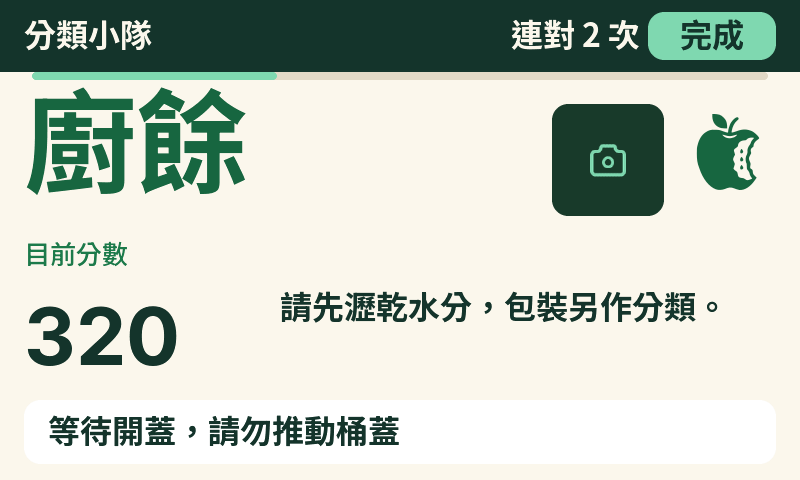 分類小隊
連對 2 次
完成
廚餘
目前分數
320
請先瀝乾水分，包裝另作分類。
等待開蓋，請勿推動桶蓋